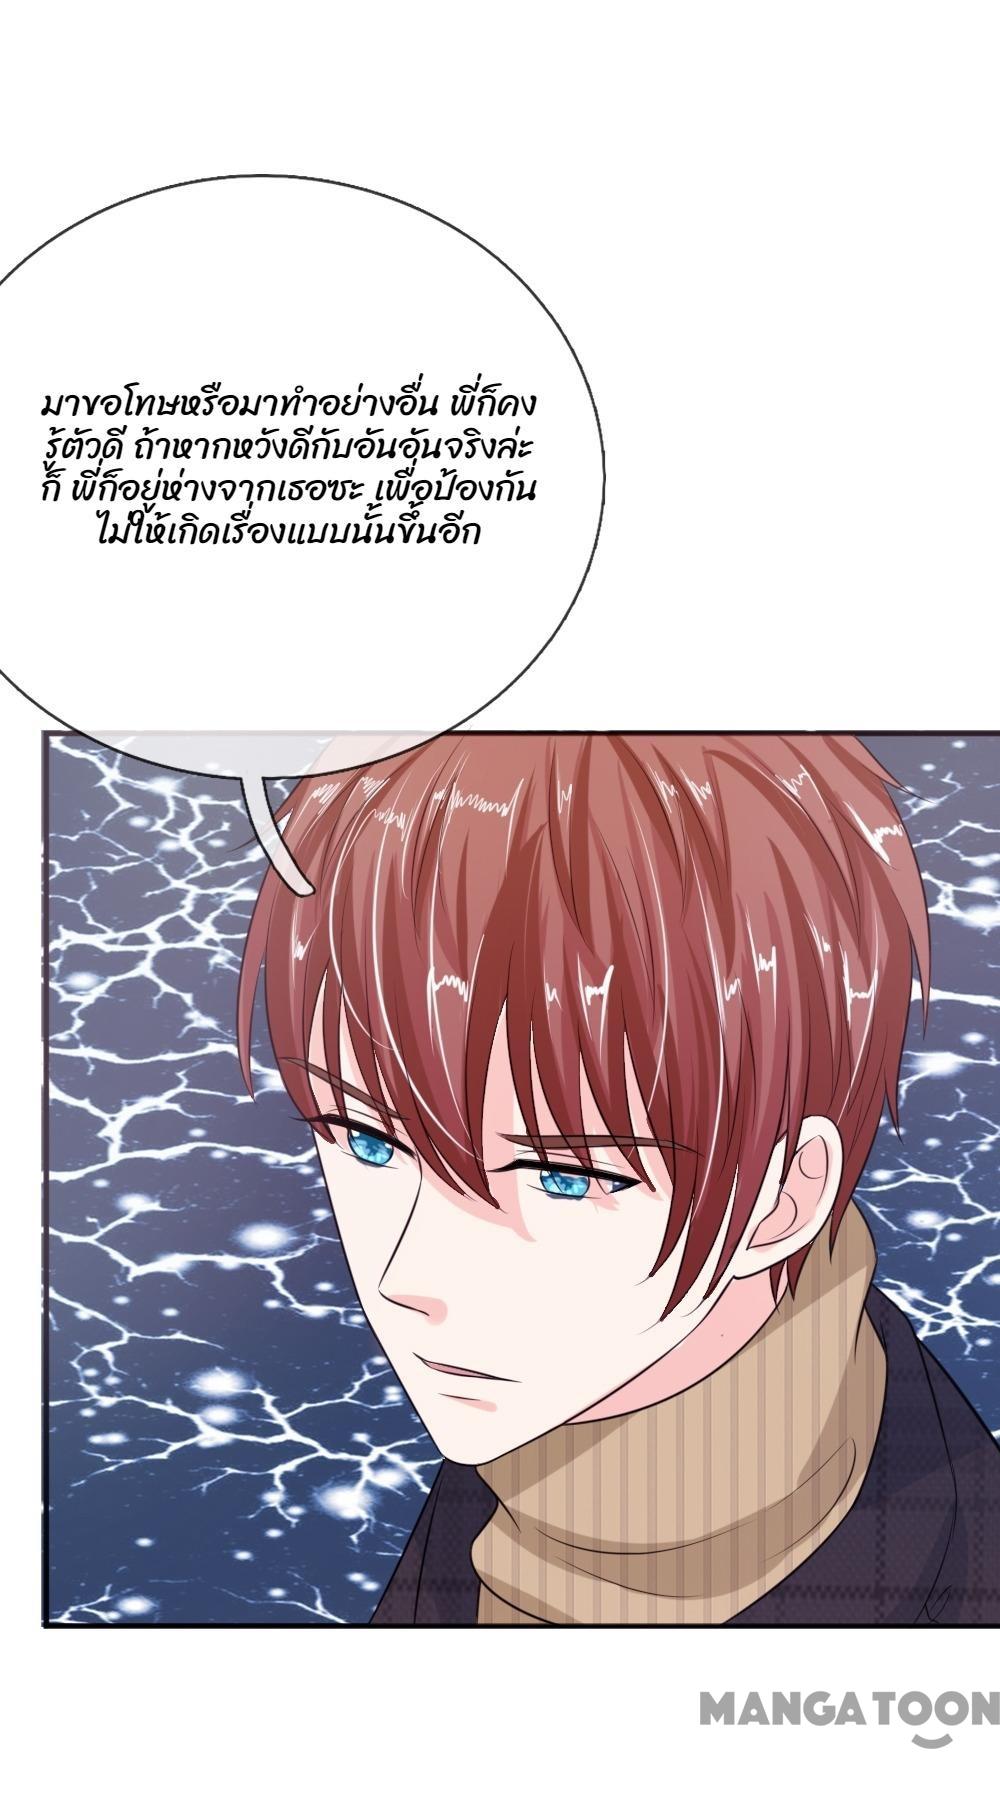 มาขอโทษหรือมาทำอย่างอื่น พี่ก็คง
รู้ตัวดี ถ้าหากหวังดีกับอันอันจริงล่ะ
ก็ พี่ก็อยู่ห่างจากเธอซะ เพื่อป้องกัน
ไม่ให้เกิดเรื่องแบบนั้นขึ้นอีก
MANGATOON